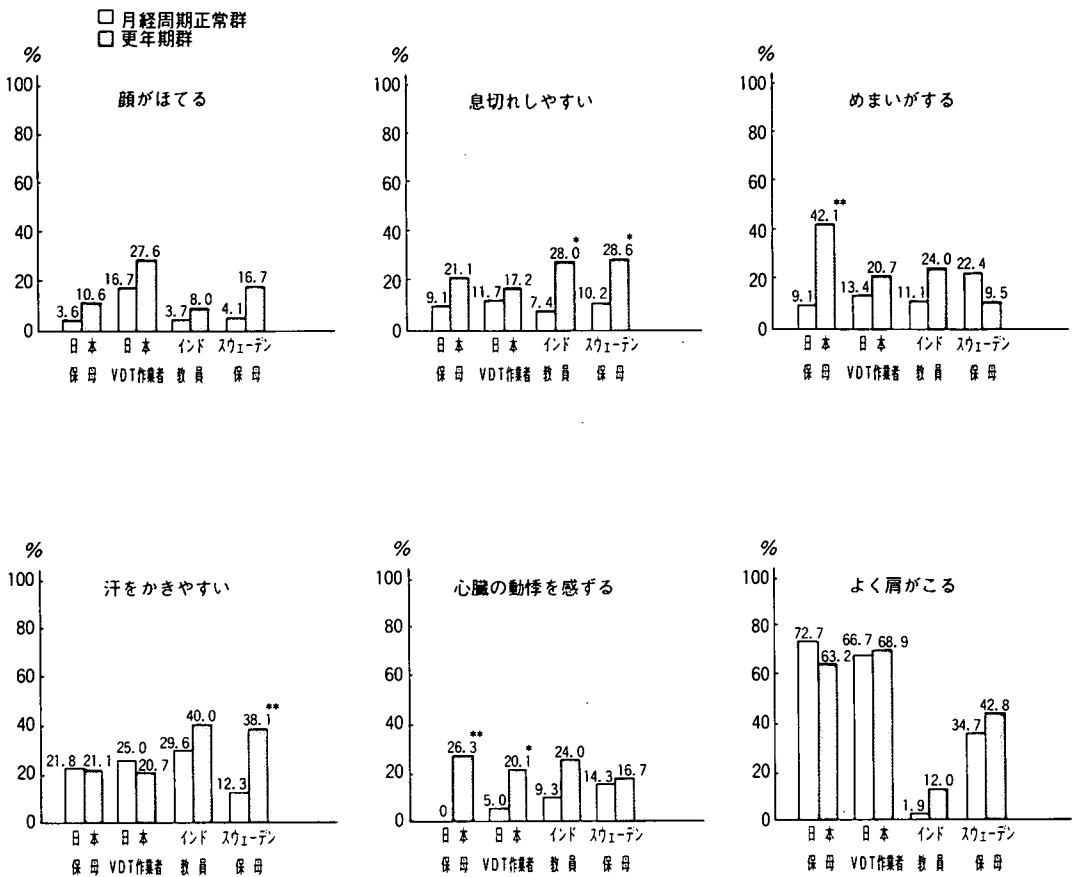 月経周期正常群
更年期群
%
顔がほてる
100
80
60
40
20
0
3.6 10.6 16.7 27.6 3.7 8.0 4.1 16.7
日本 日本 インド スウェーデン
保母 VDT作業者 教員 保母
%
息切れしやすい
100
80
60
40
20
0
9.1 21.1 11.7 17.2 7.4 28.0* 10.2 28.6*
日本 日本 インド スウェーデン
保母 VDT作業者 教員 保母
%
めまいがする
100
80
60
40
20
0
9.1 42.1** 13.4 20.7 11.1 24.0 22.4 9.5
日本 日本 インド スウェーデン
保母 VDT作業者 教員 保母
%
汗をかきやすい
100
80
60
40
20
0
21.8 21.1 25.0 20.7 29.6 40.0 12.3 38.1**
日本 日本 インド スウェーデン
保母 VDT作業者 教員 保母
%
心臓の動悸を感ずる
100
80
60
40
20
0
0 26.3** 5.0 20.1* 9.3 24.0 14.3 16.7
日本 日本 インド スウェーデン
保母 VDT作業者 教員 保母
%
よく肩がこる
100
80
60
40
20
0
72.7 63.2 66.7 68.9 1.9 12.0 34.7 42.8
日本 日本 インド スウェーデン
保母 VDT作業者 教員 保母